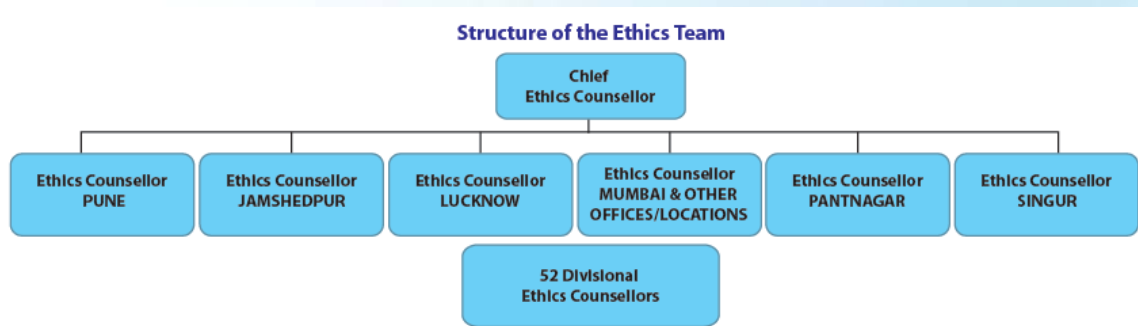 Structure of the Ethics Team
Chief
Ethics Counsellor
Ethics Counsellor
PUNE
Ethics Counsellor
JAMSHEDPUR
Ethics Counsellor
LUCKNOW
Ethics Counsellor
MUMBAI & OTHER
OFFICES/LOCATIONS
Ethics Counsellor
PANTNAGAR
Ethics Counsellor
SINGUR
52 Divisional
Ethics Counsellors